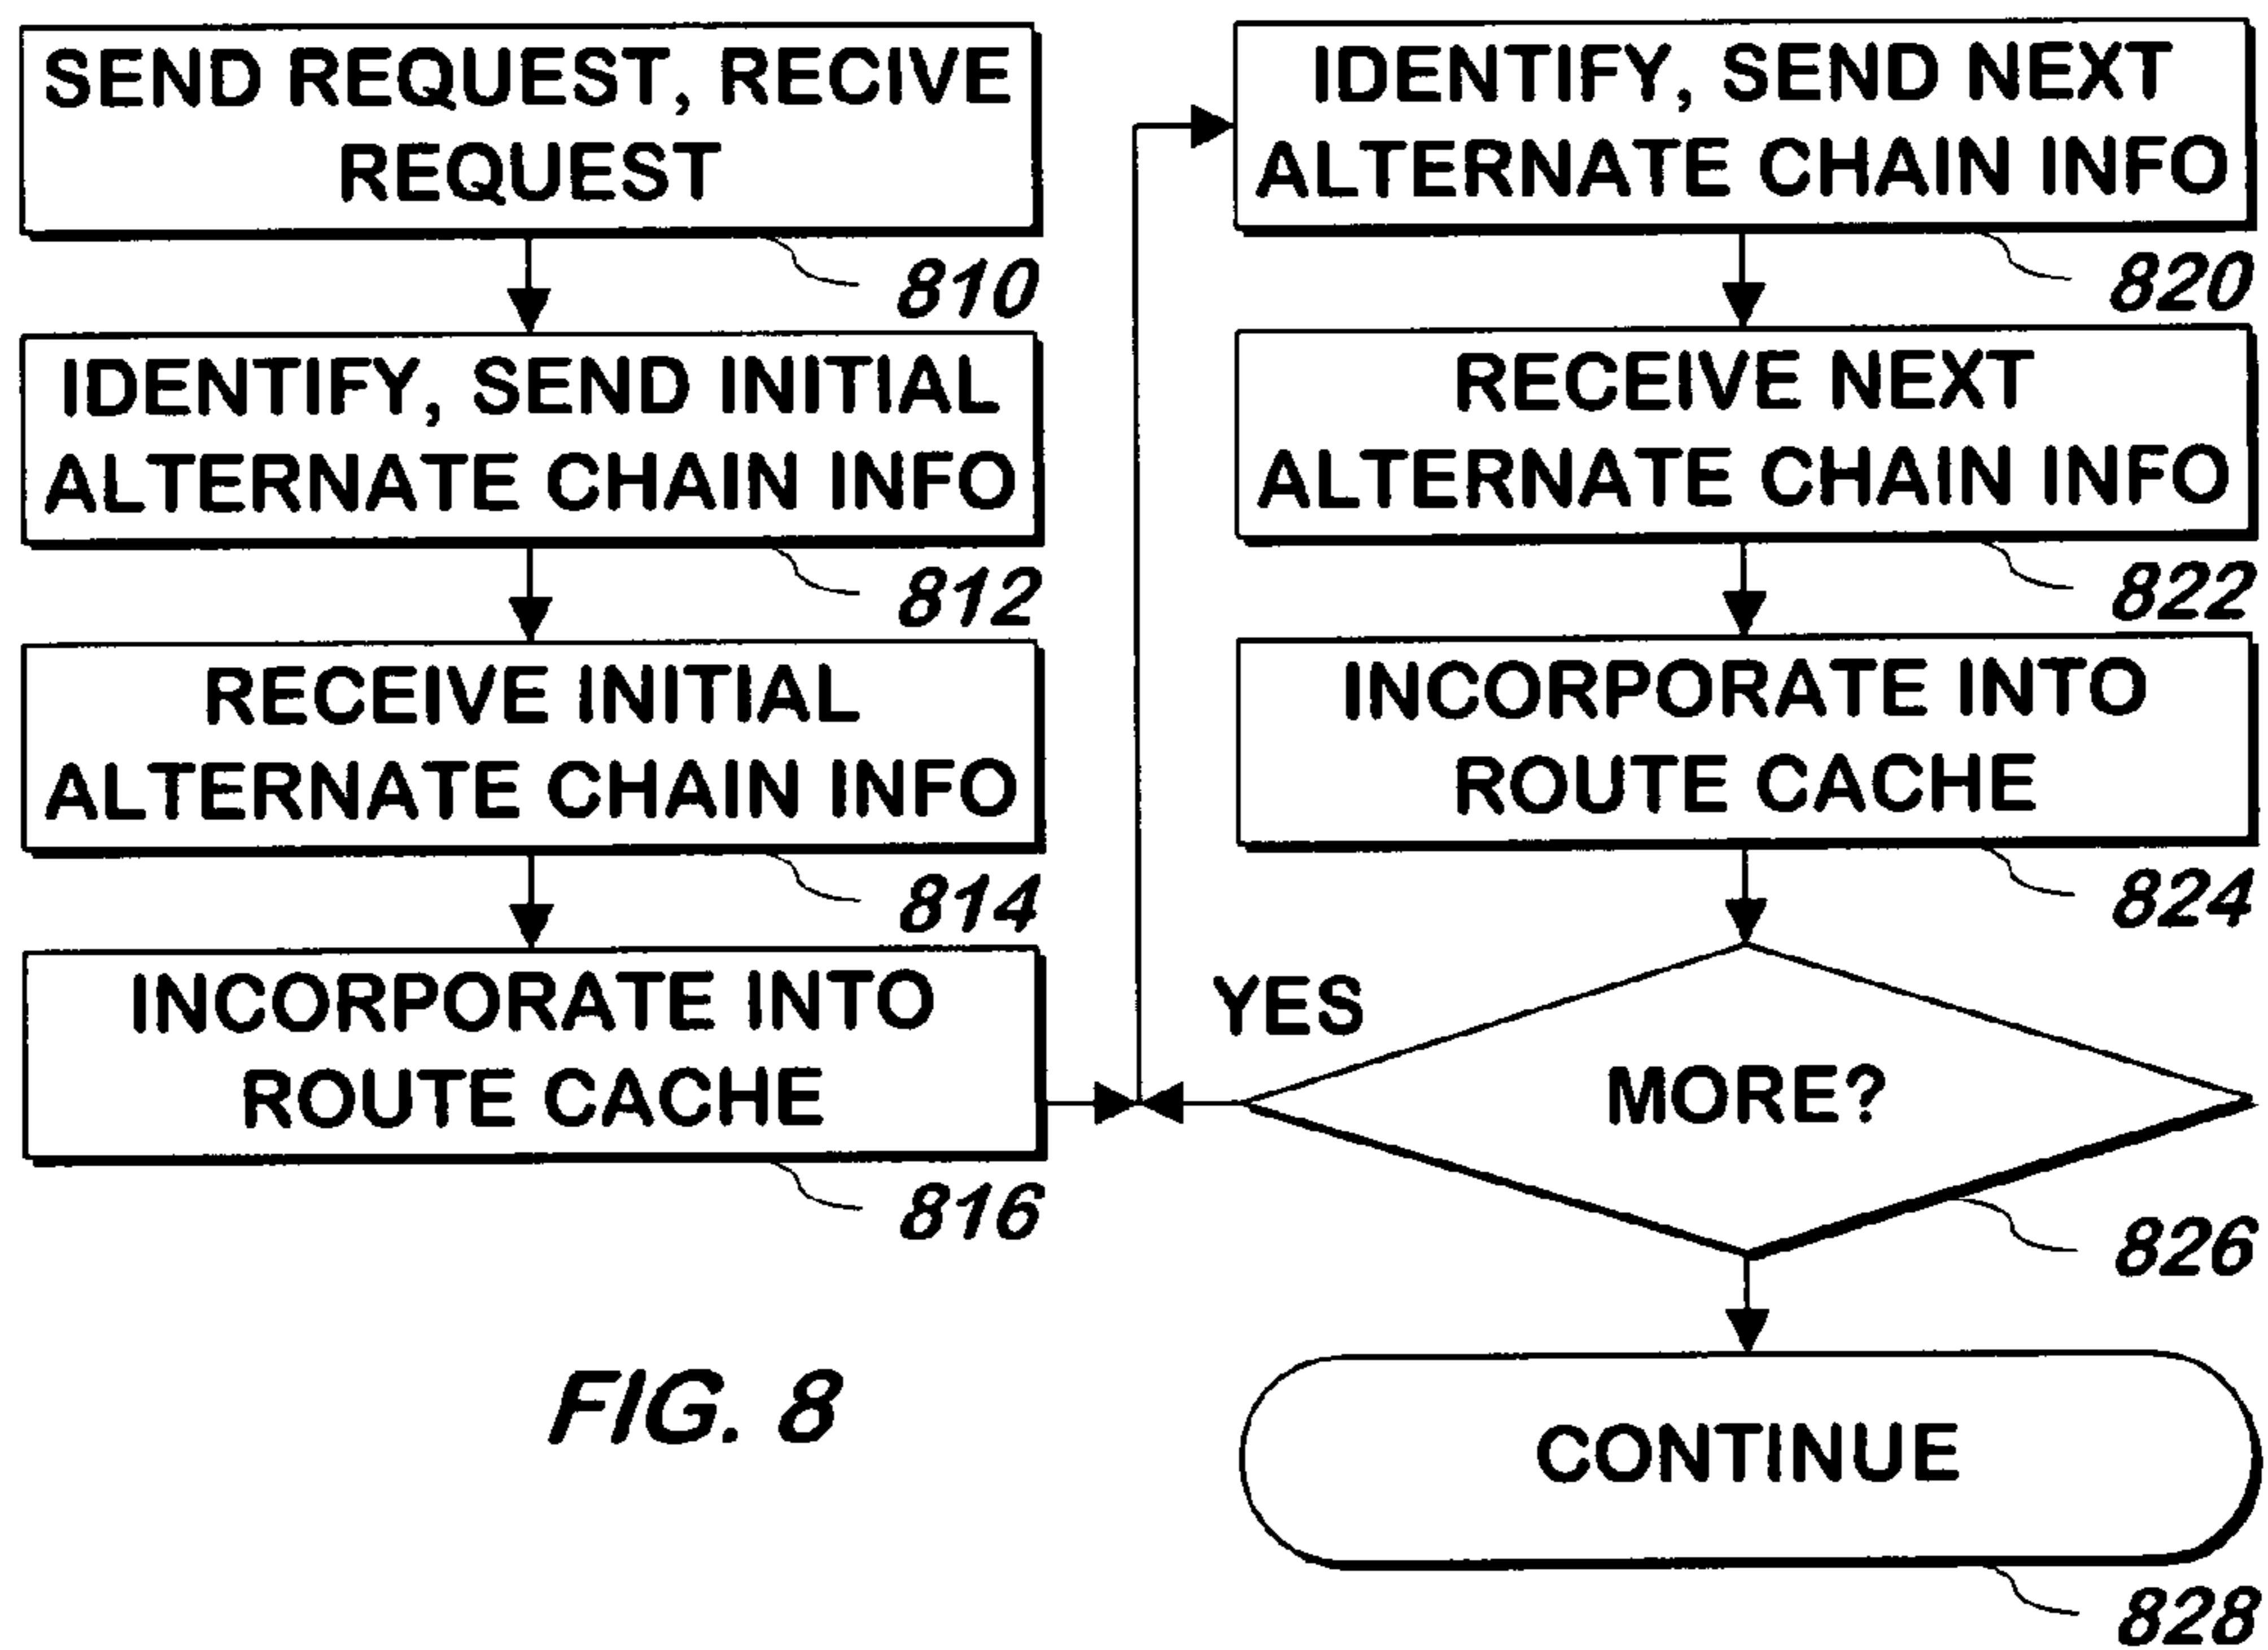 SEND REQUEST, RECIVE
REQUEST
810
IDENTIFY, SEND INITIAL
ALTERNATE CHAIN INFO
812
RECEIVE INITIAL
ALTERNATE CHAIN INFO
814
INCORPORATE INTO
ROUTE CACHE
816
IDENTIFY, SEND NEXT
ALTERNATE CHAIN INFO
820
RECEIVE NEXT
ALTERNATE CHAIN INFO
822
INCORPORATE INTO
ROUTE CACHE
824
YES
MORE?
826
CONTINUE
828
FIG. 8